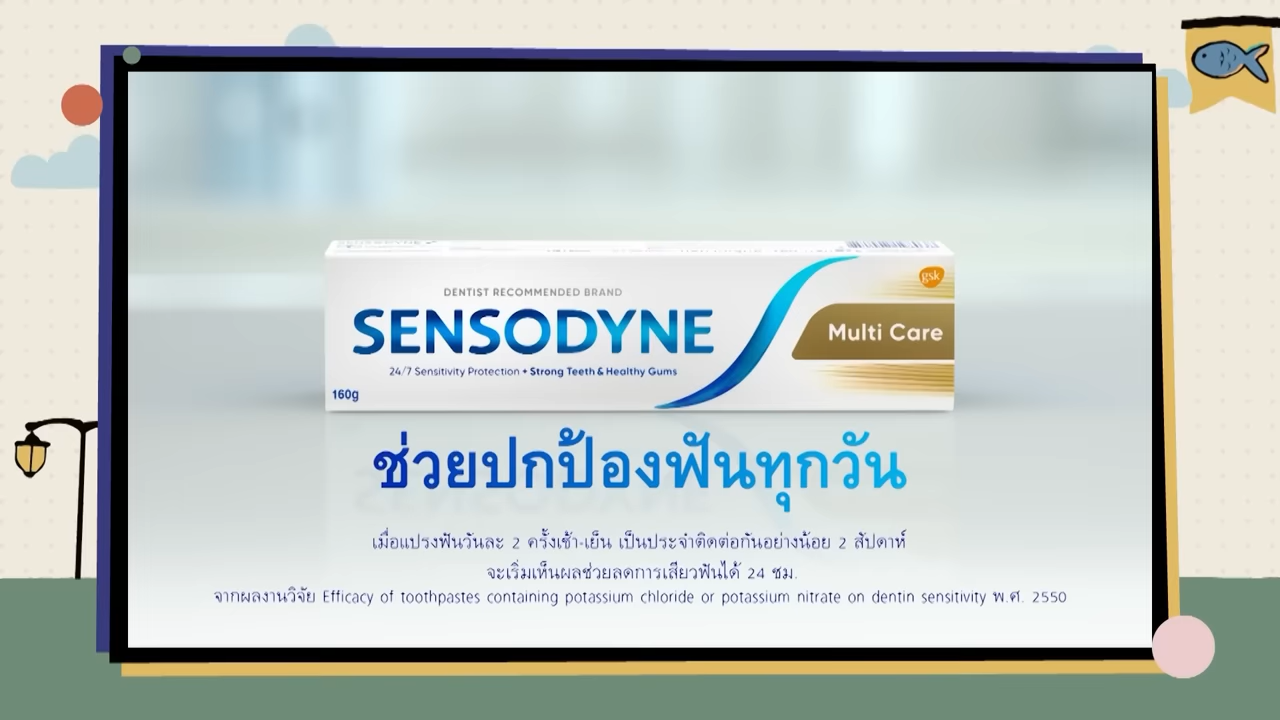 DENTIST RECOMMENDED BRAND
SENSODYNE
24/7 Sensitivity Protection + Strong Teeth & Healthy Gums
160g
gsk
Multi Care
ช่วยปกป้องฟันทุกวัน
เมื่อแปรงฟันวันละ 2 ครั้งเช้า-เย็น เป็นประจำติดต่อกันอย่างน้อย 2 สัปดาห์
จะเริ่มเห็นผลช่วยลดการเสียวฟันได้ 24 ชม.
จากผลงานวิจัย Efficacy of toothpastes containing potassium chloride or potassium nitrate on dentin sensitivity พ.ศ. 2550